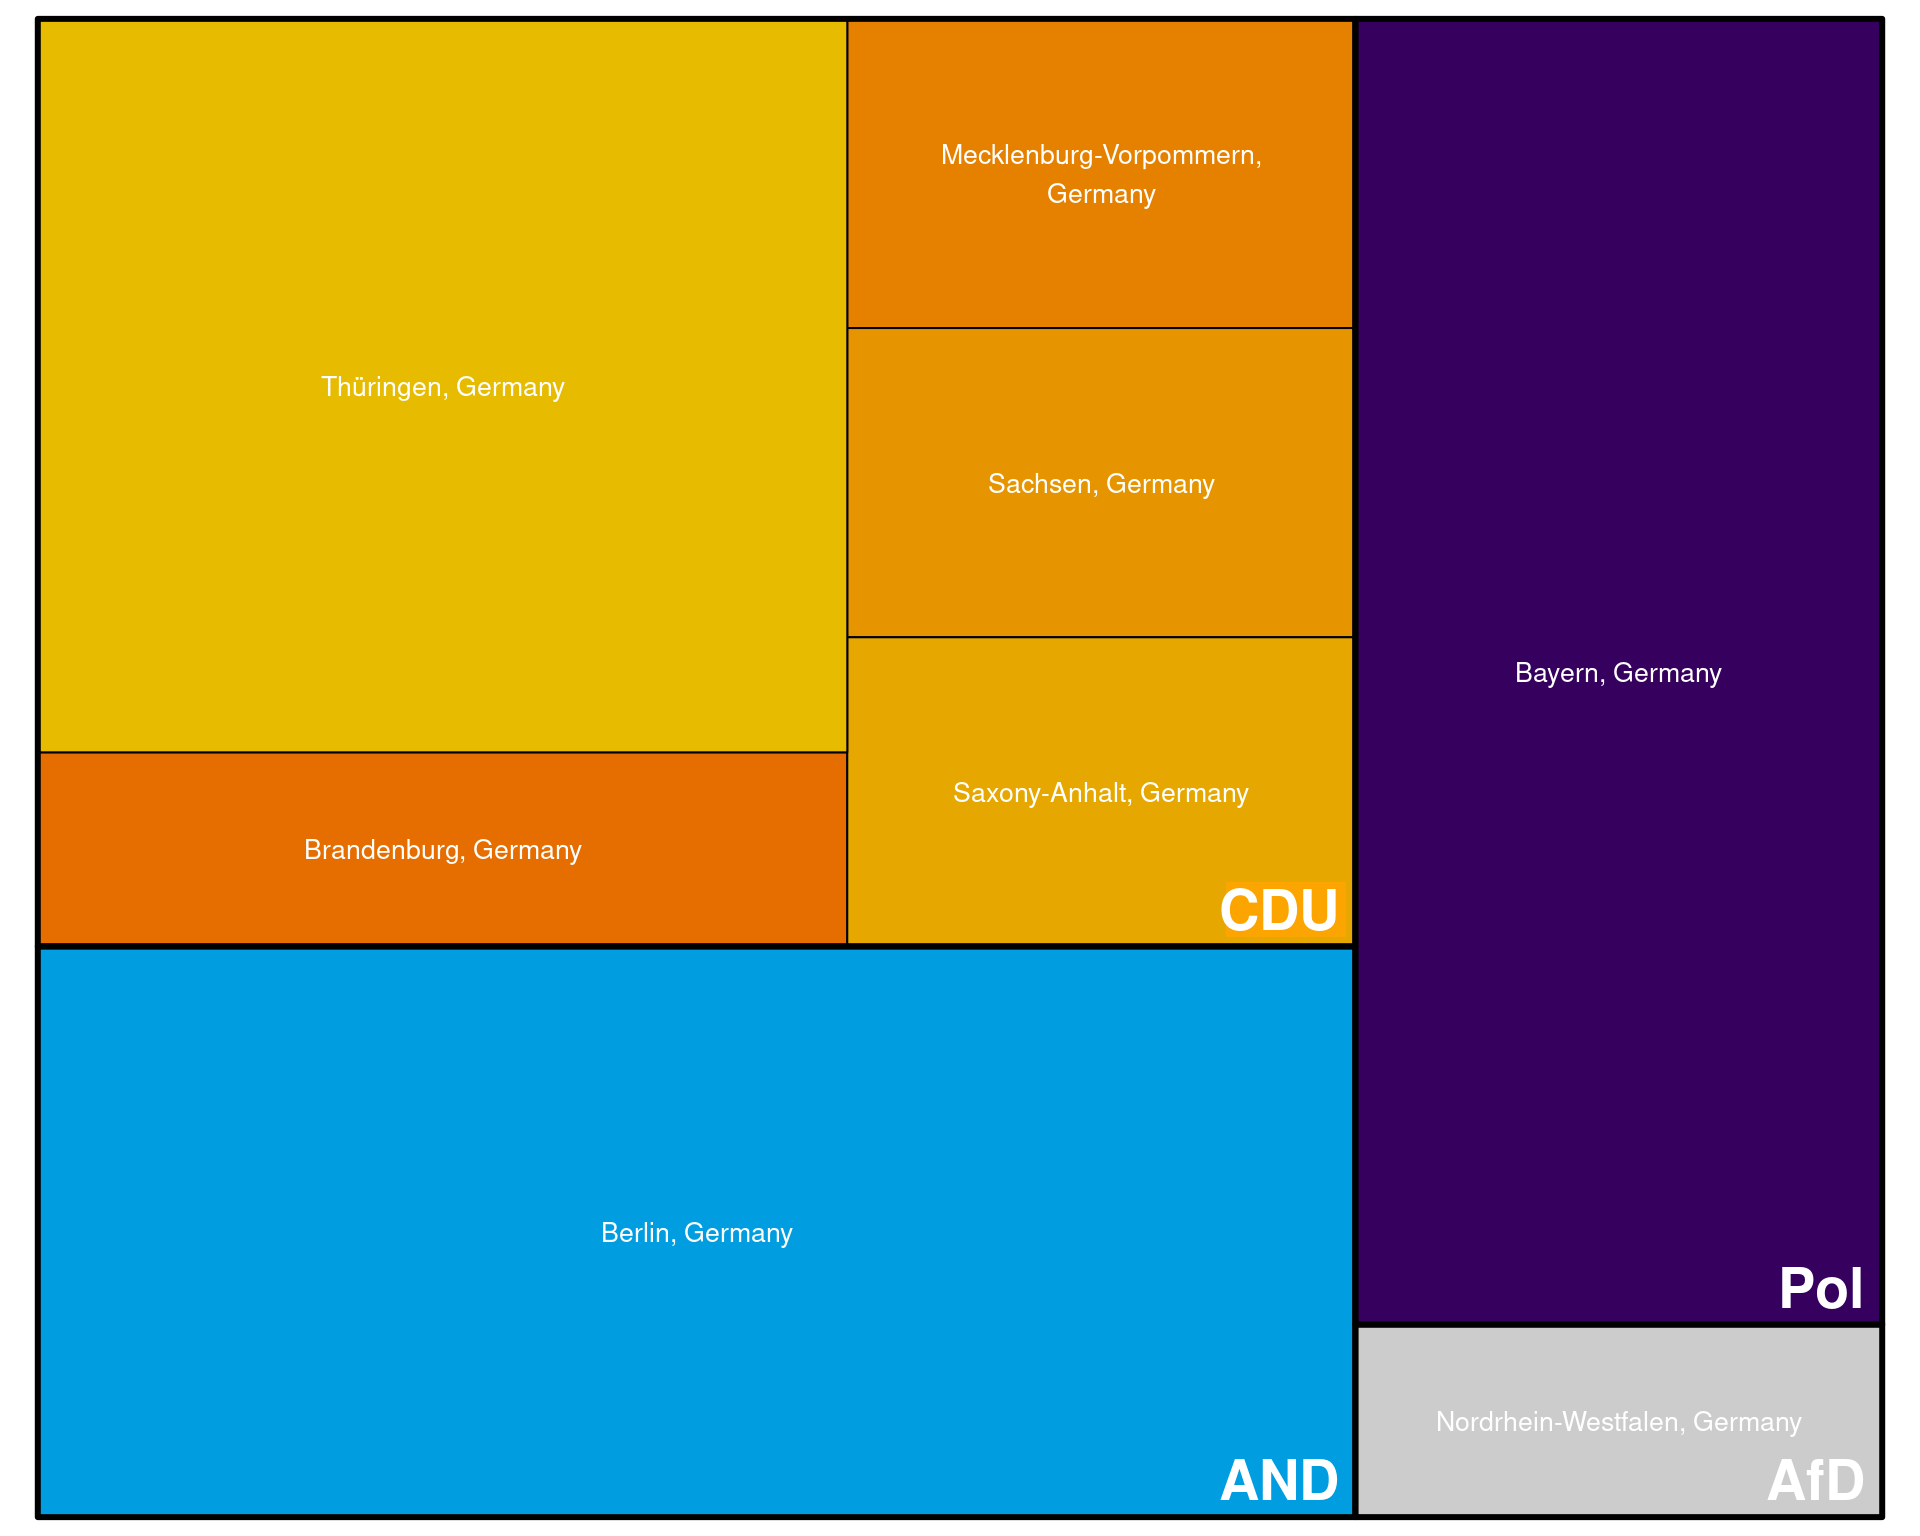 Mecklenburg-Vorpommern,
Germany
Thüringen, Germany
Sachsen, Germany
Bayern, Germany
Saxony-Anhalt, Germany
Brandenburg, Germany
CDU
Berlin, Germany
Pol
Nordrhein-Westfalen, Germany
AND
AfD